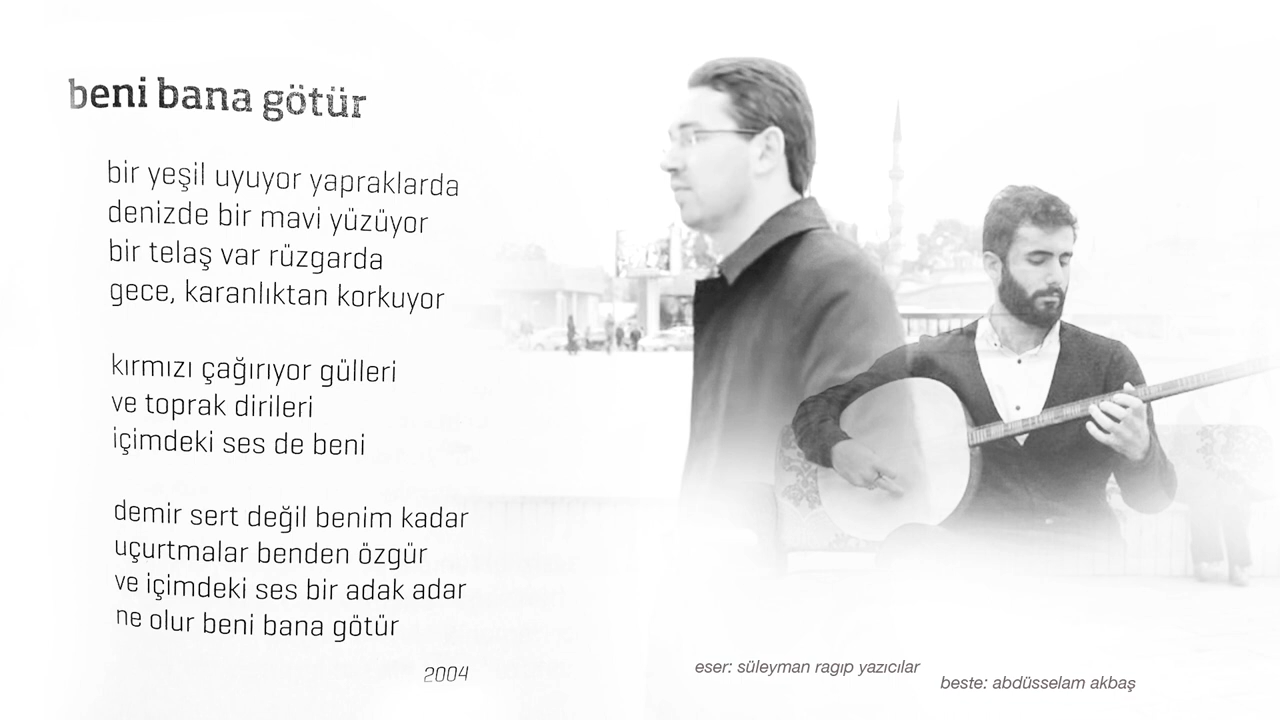 beni bana götür
bir yeşil uyuyor yapraklarda
denizde bir mavi yüzüyor
bir telaş var rüzgarda
gece, karanlıktan korkuyor
kırmızı çağırıyor gülleri
ve toprak dirileri
içimdeki ses de beni
demir sert değil benim kadar
uçurtmalar benden özgür
ve içimdeki ses bir adak adar
ne olur beni bana götür
2004
eser: süleyman ragıp yazıcılar
beste: abdüsselam akbaş